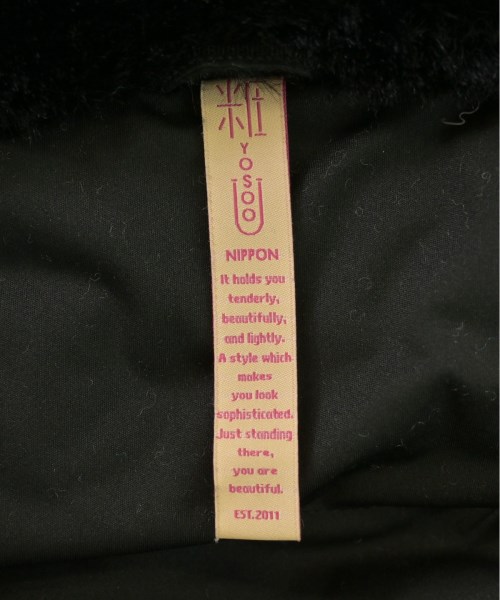 粧
YOSOO
NIPPON
It holds you
tenderly,
beautifully,
and lightly.
A style which
makes
you look
sophisticated.
Just standing
there,
you are
beautiful.
EST.2011